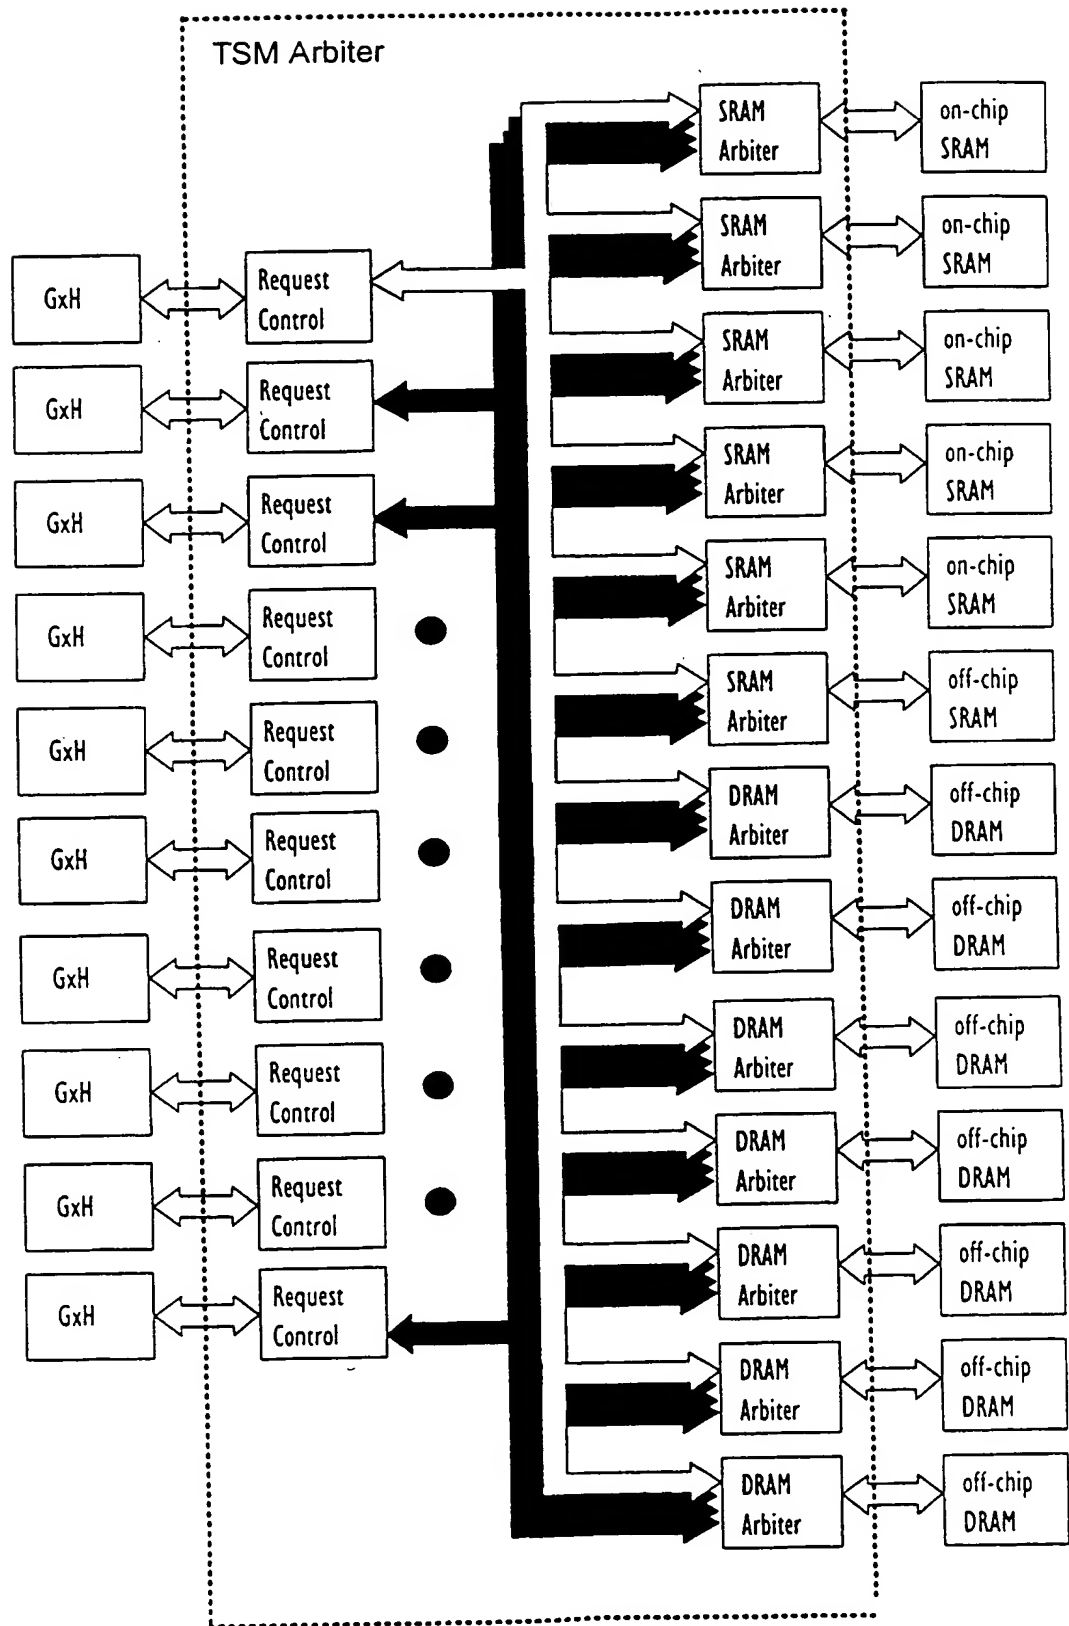 TSM Arbiter
GxH
GxH
GxH
GxH
GxH
GxH
GxH
GxH
GxH
GxH
Request
Control
Request
Control
Request
Control
Request
Control
Request
Control
Request
Control
Request
Control
Request
Control
Request
Control
Request
Control
SRAM
Arbiter
SRAM
Arbiter
SRAM
Arbiter
SRAM
Arbiter
SRAM
Arbiter
SRAM
Arbiter
DRAM
Arbiter
DRAM
Arbiter
DRAM
Arbiter
DRAM
Arbiter
DRAM
Arbiter
DRAM
Arbiter
DRAM
Arbiter
on-chip
SRAM
on-chip
SRAM
on-chip
SRAM
on-chip
SRAM
on-chip
SRAM
off-chip
SRAM
off-chip
DRAM
off-chip
DRAM
off-chip
DRAM
off-chip
DRAM
off-chip
DRAM
off-chip
DRAM
off-chip
DRAM